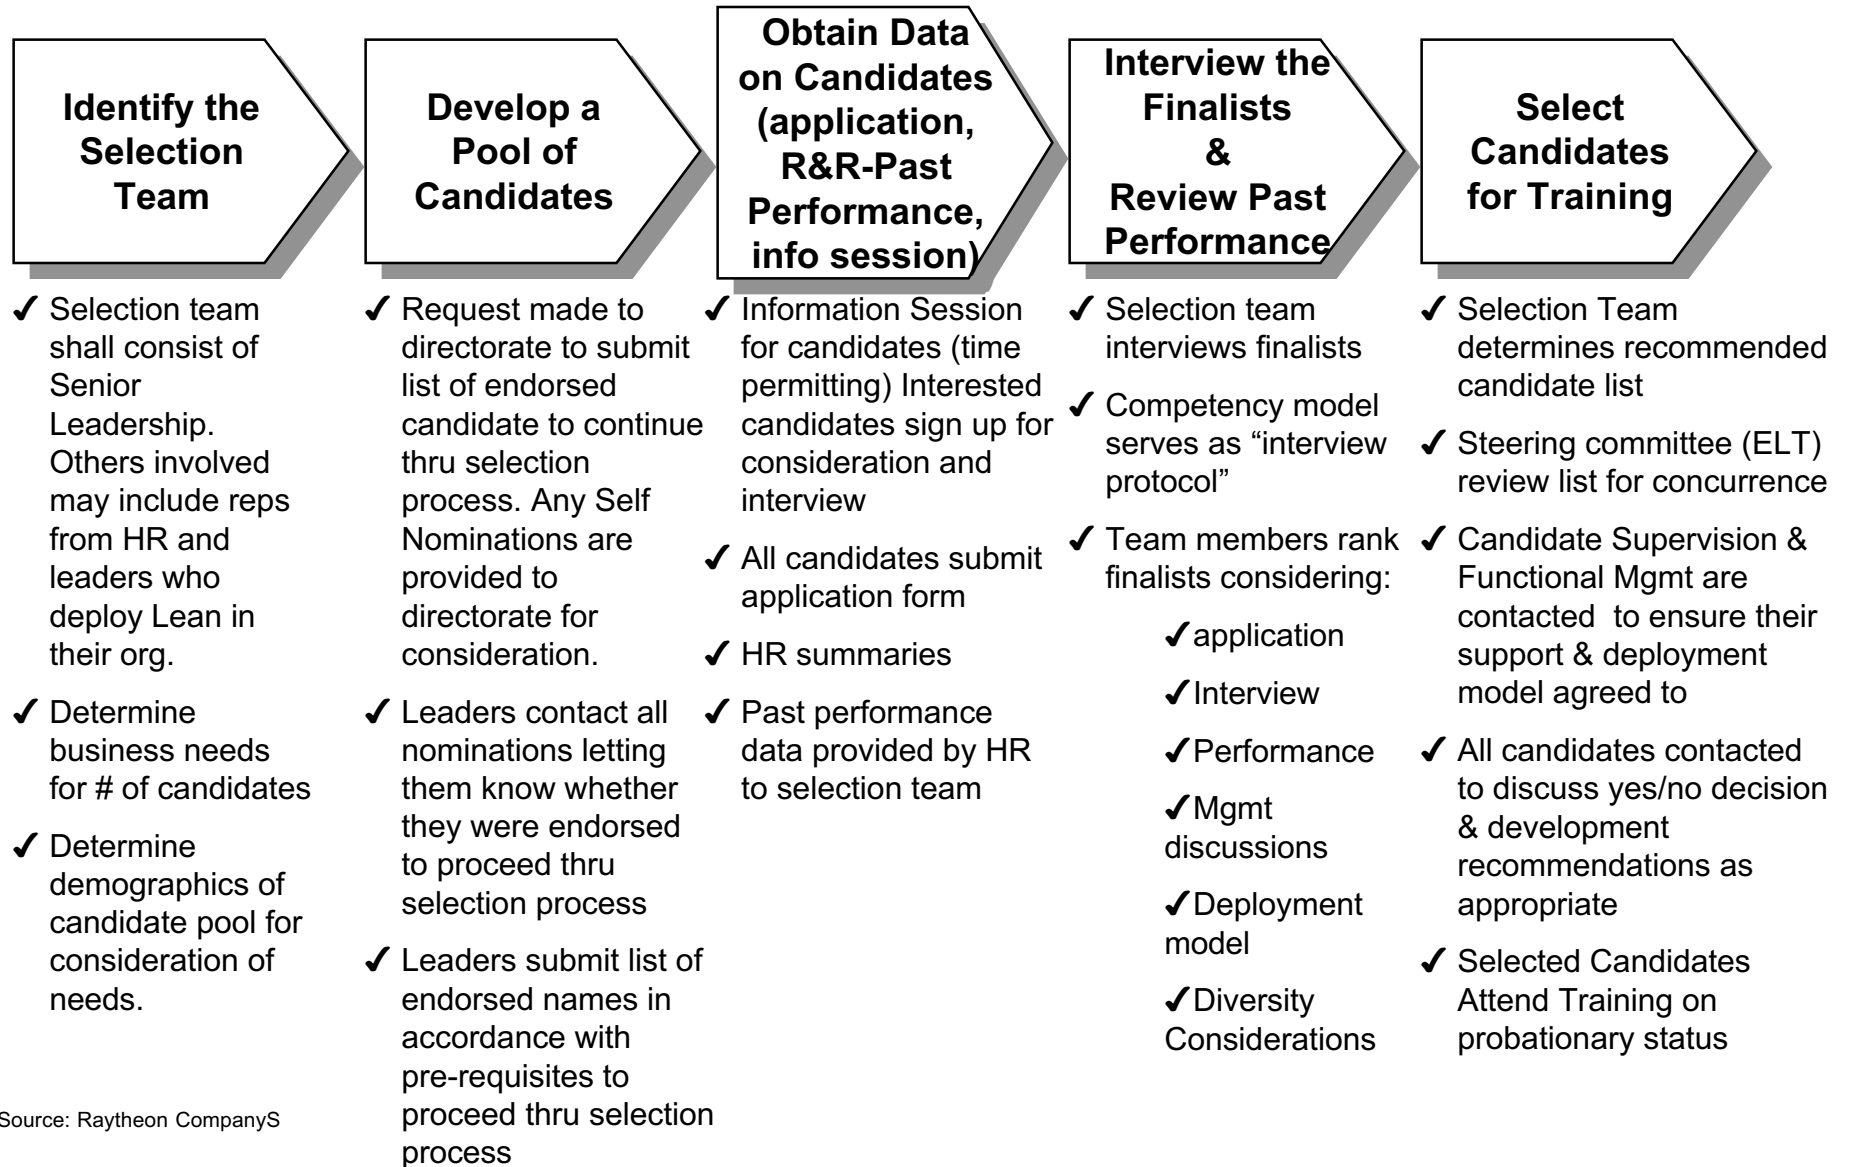 Identify the
Selection
Team
Develop a
Pool of
Candidates
Obtain Data
on Candidates
(application,
R&R-Past
Performance,
info session)
Interview the
Finalists
&
Review Past
Performance
Select
Candidates
for Training
✓ Selection team
shall consist of
Senior
Leadership.
Others involved
may include reps
from HR and
leaders who
deploy Lean in
their org.
✓ Determine
business needs
for # of candidates
✓ Determine
demographics of
candidate pool for
consideration of
needs.
✓ Request made to
directorate to submit
list of endorsed
candidate to continue
thru selection
process. Any Self
Nominations are
provided to
directorate for
consideration.
✓ Leaders contact all
nominations letting
them know whether
they were endorsed
to proceed thru
selection process
✓ Leaders submit list of
endorsed names in
accordance with
pre-requisites to
proceed thru selection
process
✓ Information Session
for candidates (time
permitting) Interested
candidates sign up for
consideration and
interview
✓ All candidates submit
application form
✓ HR summaries
✓ Past performance
data provided by HR
to selection team
✓ Selection team
interviews finalists
✓ Competency model
serves as “interview
protocol”
✓ Team members rank
finalists considering:
✓application
✓Interview
✓Performance
✓Mgmt
discussions
✓Deployment
model
✓Diversity
Considerations
✓ Selection Team
determines recommended
candidate list
✓ Steering committee (ELT)
review list for concurrence
✓ Candidate Supervision &
Functional Mgmt are
contacted to ensure their
support & deployment
model agreed to
✓ All candidates contacted
to discuss yes/no decision
& development
recommendations as
appropriate
✓ Selected Candidates
Attend Training on
probationary status
Source: Raytheon CompanyS